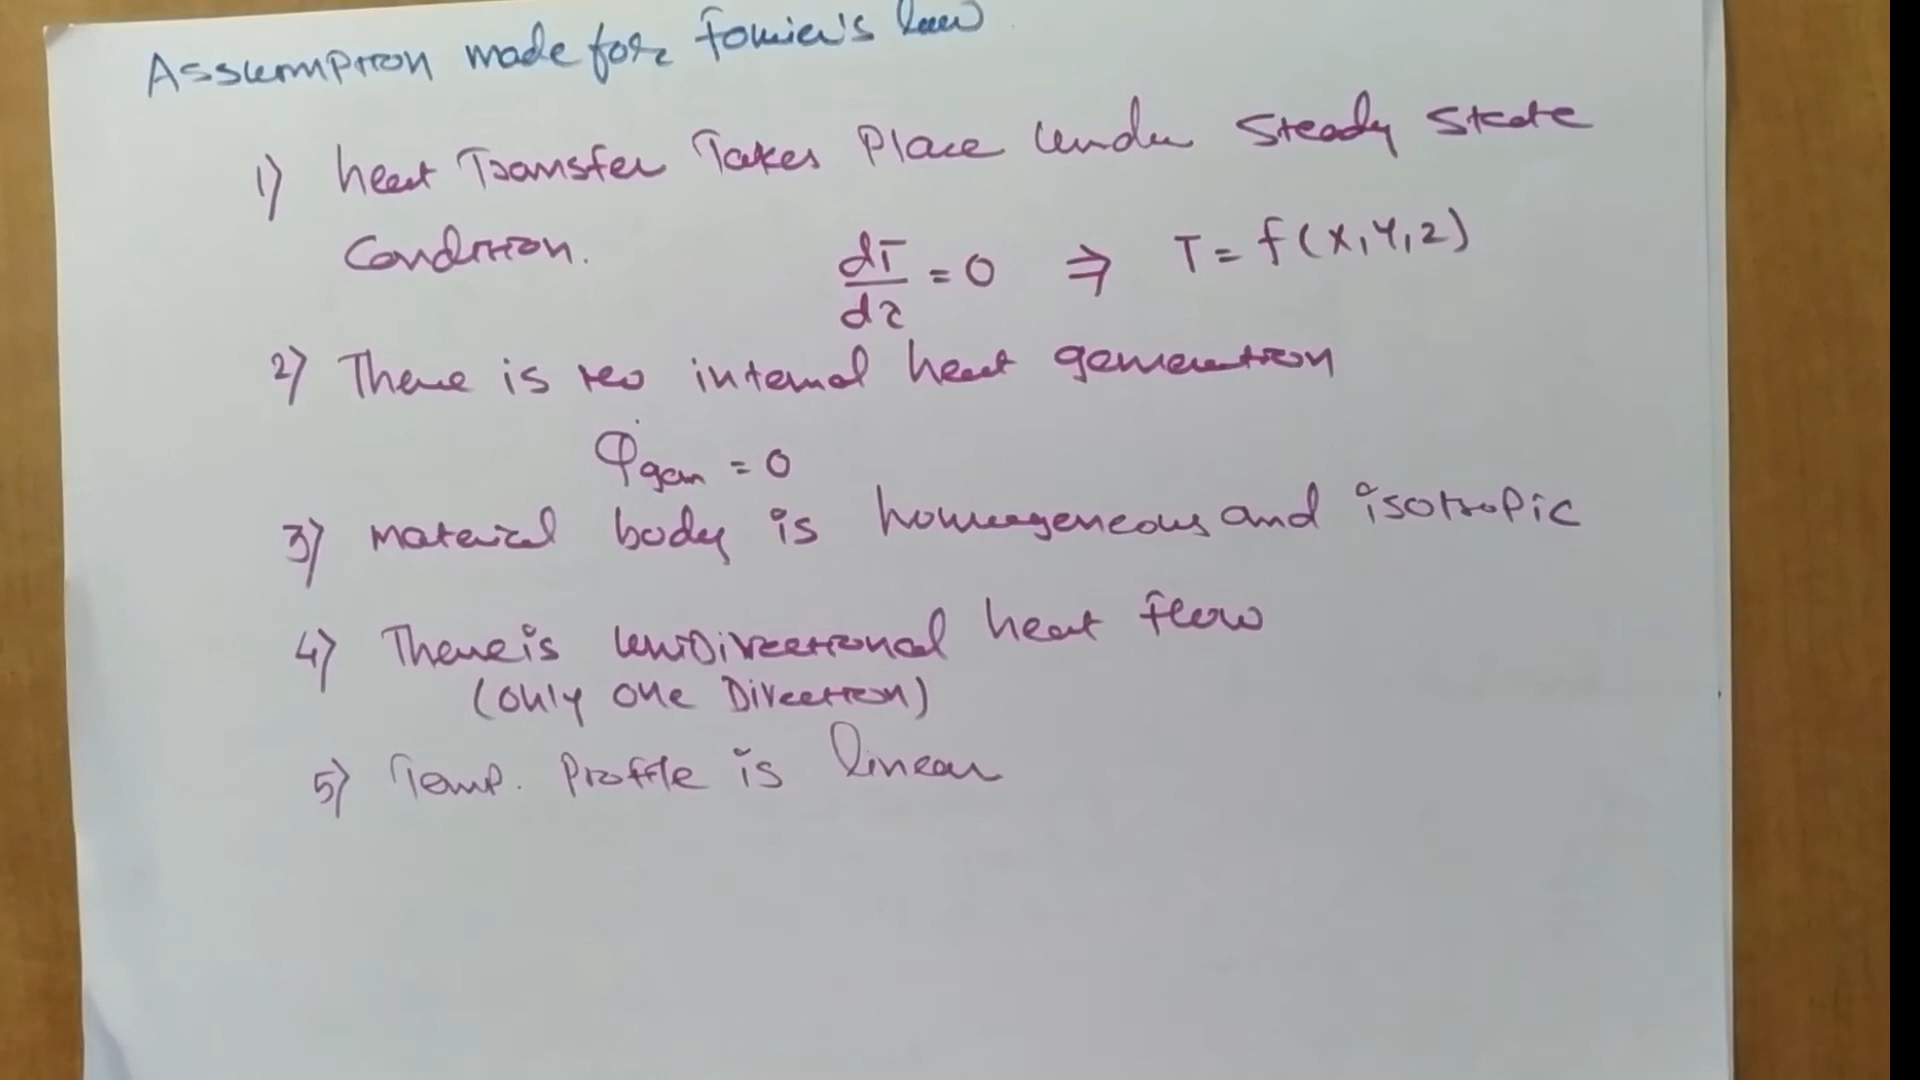 Assumption made for Fourier's law
1) heat Transfer Takes Place under Steady State
Condition.
dT/dτ = 0 ⇒ T = f(x,y,z)
2) There is no internal heat generation
q̇gen = 0
3) Material body is homogeneous and isotropic
4) There is uniDirectional heat flow
(only one Direction)
5) Temp. Profile is linear